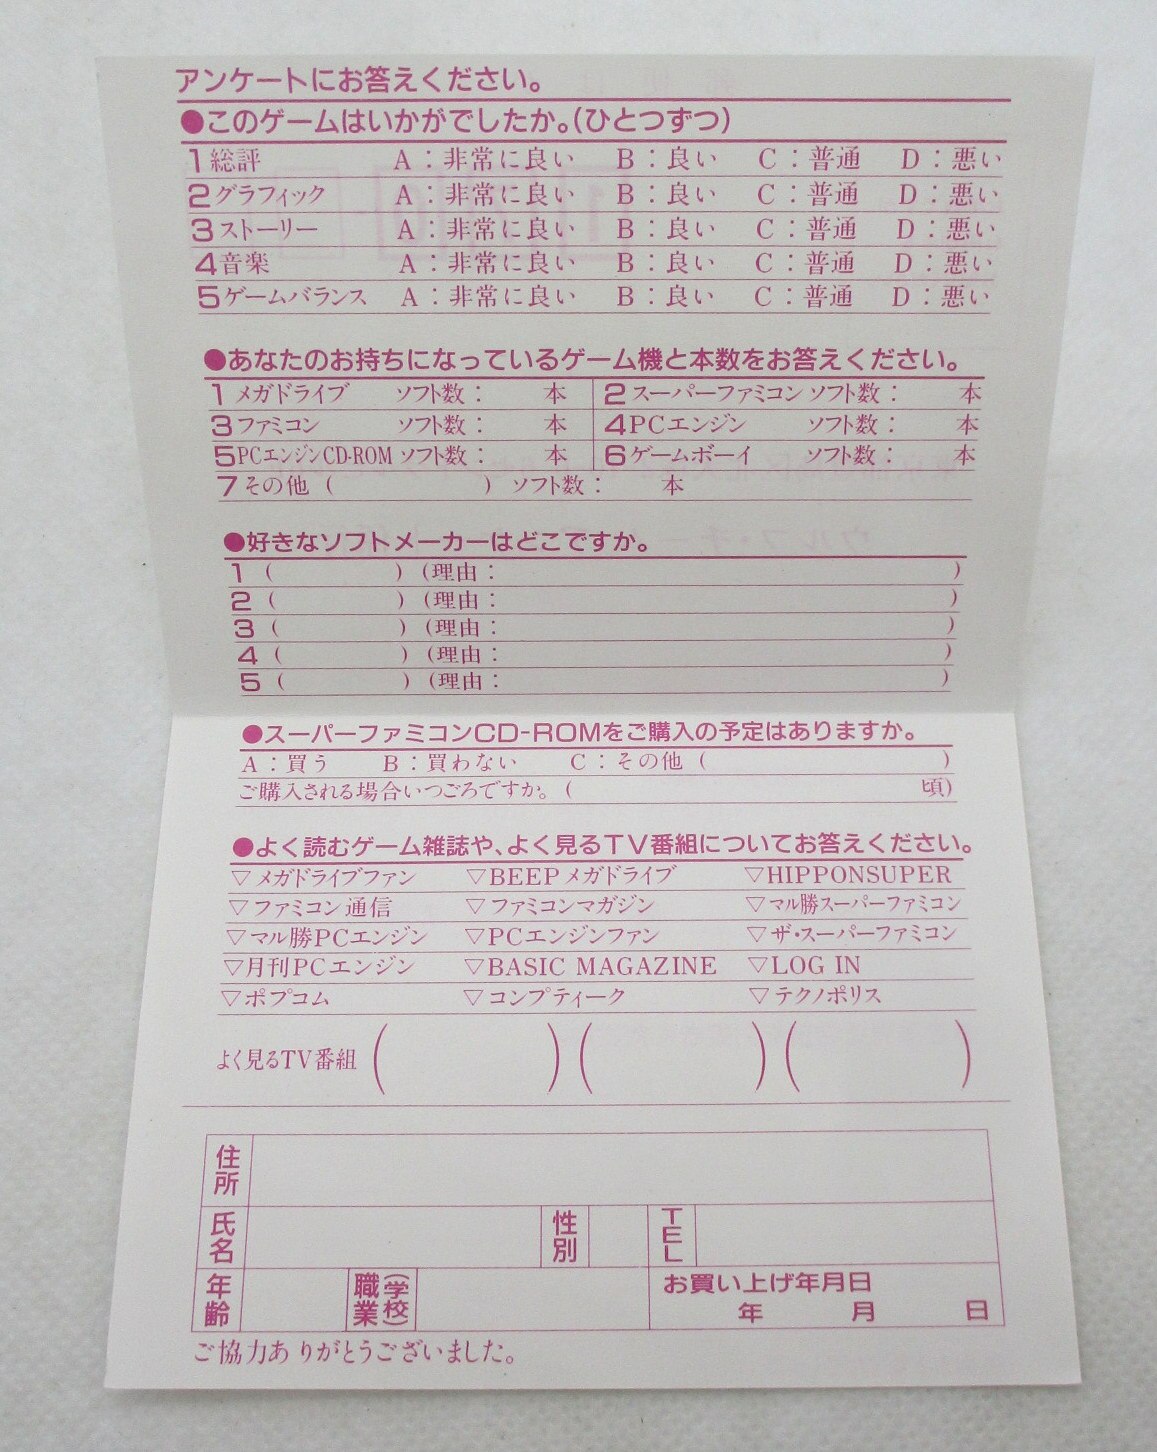 アンケートにお答えください。
●このゲームはいかがでしたか。(ひとつずつ)
1 総評 A：非常に良い B：良い C：普通 D：悪い
2 グラフィック A：非常に良い B：良い C：普通 D：悪い
3 ストーリー A：非常に良い B：良い C：普通 D：悪い
4 音楽 A：非常に良い B：良い C：普通 D：悪い
5 ゲームバランス A：非常に良い B：良い C：普通 D：悪い
●あなたのお持ちになっているゲーム機と本数をお答えください。
1 メガドライブ ソフト数： 本 2 スーパーファミコン ソフト数： 本
3 ファミコン ソフト数： 本 4 PCエンジン ソフト数： 本
5 PCエンジンCD-ROM ソフト数： 本 6 ゲームボーイ ソフト数： 本
7 その他 ( ) ソフト数： 本
●好きなソフトメーカーはどこですか。
1 ( ) (理由： )
2 ( ) (理由： )
3 ( ) (理由： )
4 ( ) (理由： )
5 ( ) (理由： )
●スーパーファミコンCD-ROMをご購入の予定はありますか。
A：買う B：買わない C：その他 ( )
ご購入される場合いつごろですか。( 頃)
●よく読むゲーム雑誌や、よく見るTV番組についてお答えください。
▽メガドライブファン ▽BEEPメガドライブ ▽HIPPONSUPER
▽ファミコン通信 ▽ファミコンマガジン ▽マル勝スーパーファミコン
▽マル勝PCエンジン ▽PCエンジンファン ▽ザ・スーパーファミコン
▽月刊PCエンジン ▽BASIC MAGAZINE ▽LOG IN
▽ポプコム ▽コンプティーク ▽テクノポリス
よく見るTV番組 ( ) ( ) ( )
住所
氏名 性別 TEL
年齢 職業(学校) お買い上げ年月日
年 月 日
ご協力ありがとうございました。